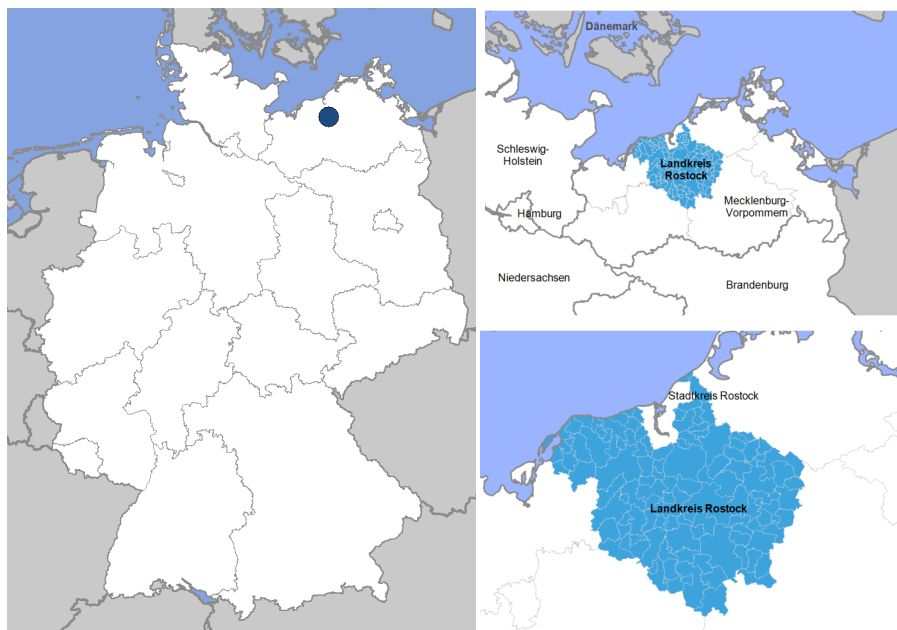 Dänemark
Schleswig-
Holstein
Landkreis
Rostock
Mecklenburg-
Vorpommern
Hamburg
Niedersachsen
Brandenburg
Stadtkreis Rostock
Landkreis Rostock